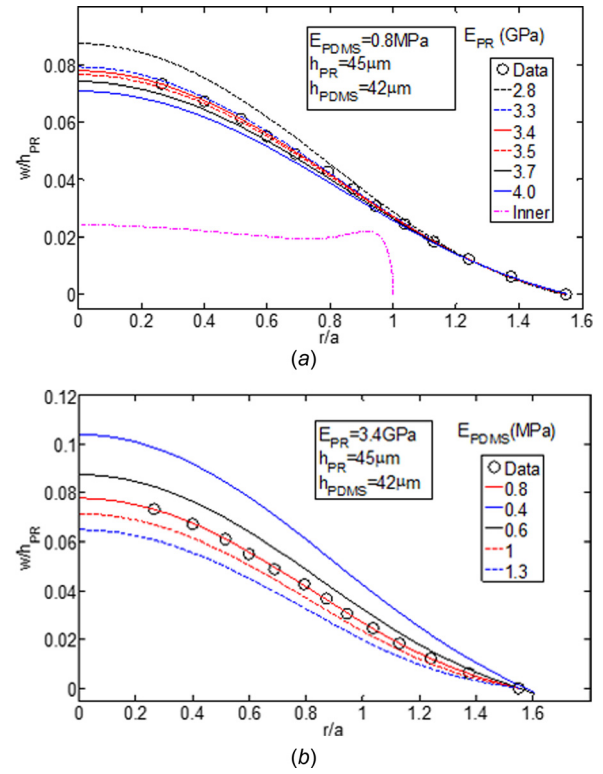 (a)
E_PDMS=0.8MPa
h_PR=45μm
h_PDMS=42μm
E_PR (GPa)
Data
2.8
3.3
3.4
3.5
3.7
4.0
Inner
w/h_PR
0.08
0.06
0.04
0.02
0
0 0.2 0.4 0.6 0.8 1 1.2 1.4 1.6
r/a
(a)
E_PR=3.4GPa
h_PR=45μm
h_PDMS=42μm
E_PDMS(MPa)
Data
0.8
0.4
0.6
1
1.3
w/h_PR
0.12
0.1
0.08
0.06
0.04
0.02
0
0 0.2 0.4 0.6 0.8 1 1.2 1.4 1.6
r/a
(b)